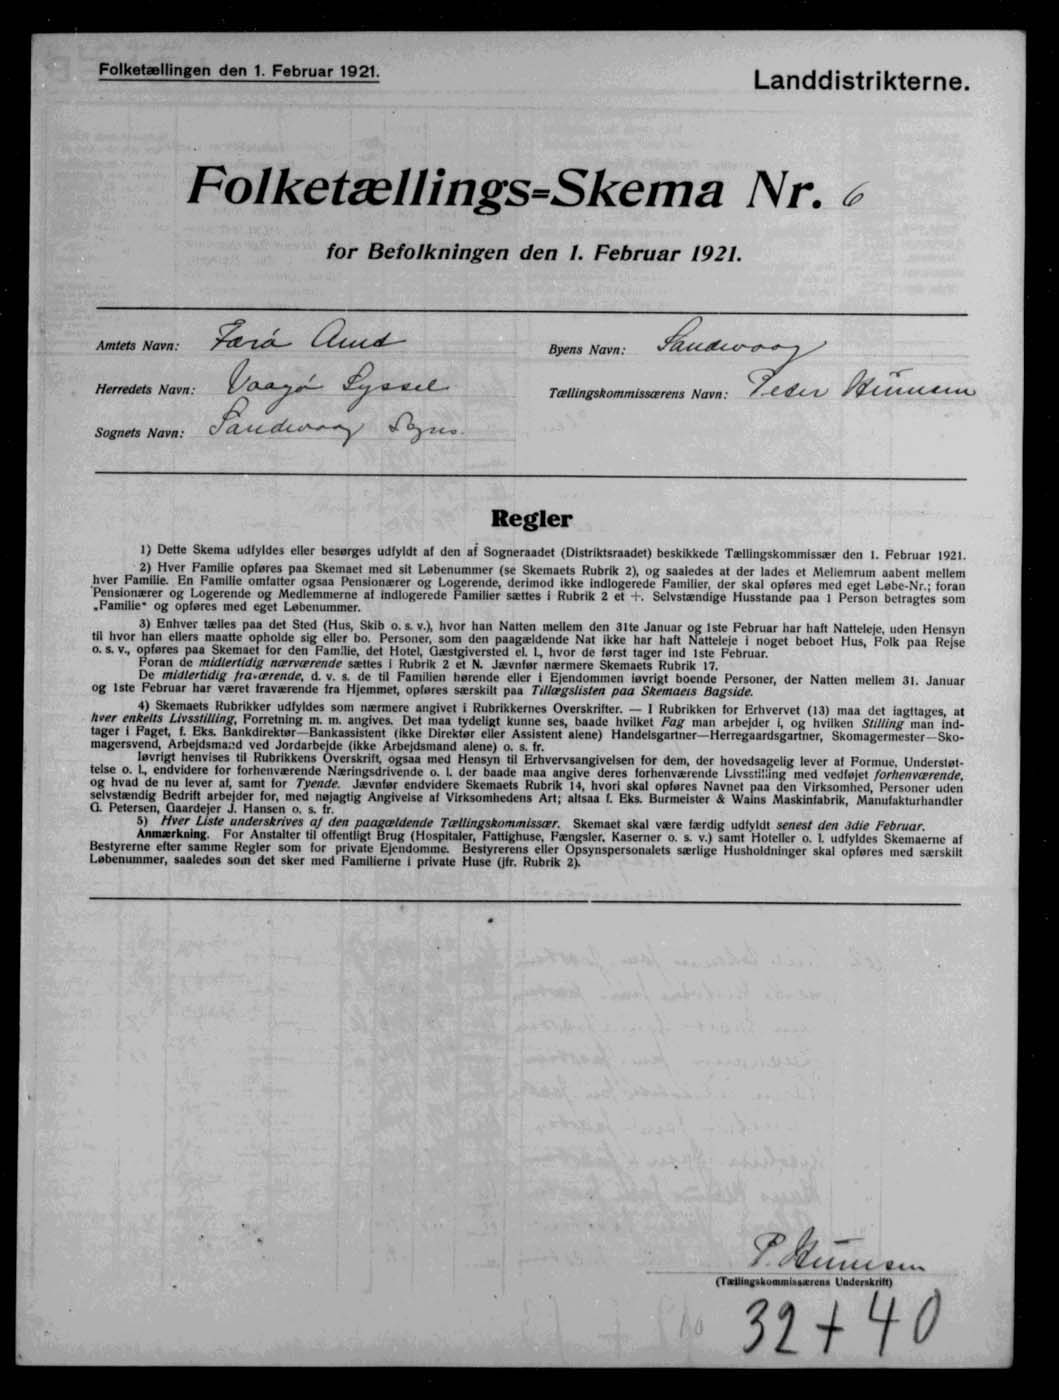 Folketællingen den 1. Februar 1921.
Landdistrikterne.
Folketællings=Skema Nr. 6
for Befolkningen den 1. Februar 1921.
Amtets Navn: Færø Amt
Byens Navn: Sandevaag
Herredets Navn: Vaagø Syssel
Tællingskommissærens Navn: Peder
Sognets Navn: Sandevaag Sogn.
Regler
1) Dette Skema udfyldes eller besørges udfyldt af den af Sogneraadet (Distriktsraadet) beskikkede Tællingskommissær den 1. Februar 1921.
2) Hver Familie opføres paa Skemaet med sit Løbenummer (se Skemaets Rubrik 2), og saaledes at der lades et Mellemrum aabent mellem
hver Familie. En Familie omfatter ogsaa Pensionærer og Logerende, derimod ikke indlogerede Familier, der skal opføres med eget Løbe-Nr.; foran
Pensionærer og Logerende og Medlemmerne af indlogerede Familier sættes i Rubrik 2 et +. Selvstændige Husstande paa 1 Person betragtes som
„Familie" og opføres med eget Løbenummer.
3) Enhver tælles paa det Sted (Hus, Skib o. s. v.), hvor han Natten mellem den 31te Januar og 1ste Februar har haft Natteleje, uden Hensyn
til hvor han ellers maatte opholde sig eller bo. Personer, som den paagældende Nat ikke har haft Natteleje i noget beboet Hus, Folk paa Rejse
o. s. v., opføres paa Skemaet for den Familie, det Hotel, Gæstgiversted el. l., hvor de først tager ind 1ste Februar.
Foran de midlertidig nærværende sættes i Rubrik 2 et N. Jævnfør nærmere Skemaets Rubrik 17.
De midlertidig fraværende, d. v. s. de til Familien hørende eller i Ejendommen iøvrigt boende Personer, der Natten mellem 31. Januar
og 1ste Februar har været fraværende fra Hjemmet, opføres særskilt paa Tillægslisten paa Skemaets Bagside.
4) Skemaets Rubrikker udfyldes som nærmere angivet i Rubrikkernes Overskrifter. — I Rubrikken for Erhvervet (13) maa det iagttages, at
hver enkelts Livsstilling, Forretning m. m. angives. Det maa tydeligt kunne ses, baade hvilket Fag man arbejder i, og hvilken Stilling man ind-
tager i Faget, f. Eks. Bankdirektør—Bankassistent (ikke Direktør eller Assistent alene) Handelsgartner—Herregaardsgartner, Skomagermester—Sko-
magersvend, Arbejdsmand ved Jordarbejde (ikke Arbejdsmand alene) o. s. fr.
Iøvrigt henvises til Rubrikkens Overskrift, ogsaa med Hensyn til Erhvervsangivelsen for dem, der hovedsagelig lever af Formue, Understøt-
telse o. l., endvidere for forhenværende Næringsdrivende o. l. der baade maa angive deres forhenværende Livsstilling med vedføjet forhenværende,
og hvad de nu lever af, samt for Tyende. Jævnfør endvidere Skemaets Rubrik 14, hvori skal opføres Navnet paa den Virksomhed, Personer uden
selvstændig Bedrift arbejder for, med nøjagtig Angivelse af Virksomhedens Art; altsaa f. Eks. Burmeister & Wains Maskinfabrik, Manufakturhandler
G. Petersen, Gaardejer J. Hansen o. s. fr.
5) Hver Liste underskrives af den paagældende Tællingskommissær. Skemaet skal være færdig udfyldt senest den 3die Februar.
Anmærkning. For Anstalter til offentligt Brug (Hospitaler, Fattighuse, Fængsler, Kaserner o. s. v.) samt Hoteller o. l. udfyldes Skemaerne af
Bestyrerne efter samme Regler som for private Ejendomme. Bestyrerens eller Opsynspersonalets særlige Husholdninger skal opføres med særskilt
Løbenummer, saaledes som det sker med Familierne i private Huse (jfr. Rubrik 2).
P.
(Tællingskommissærens Underskrift)
32 + 40